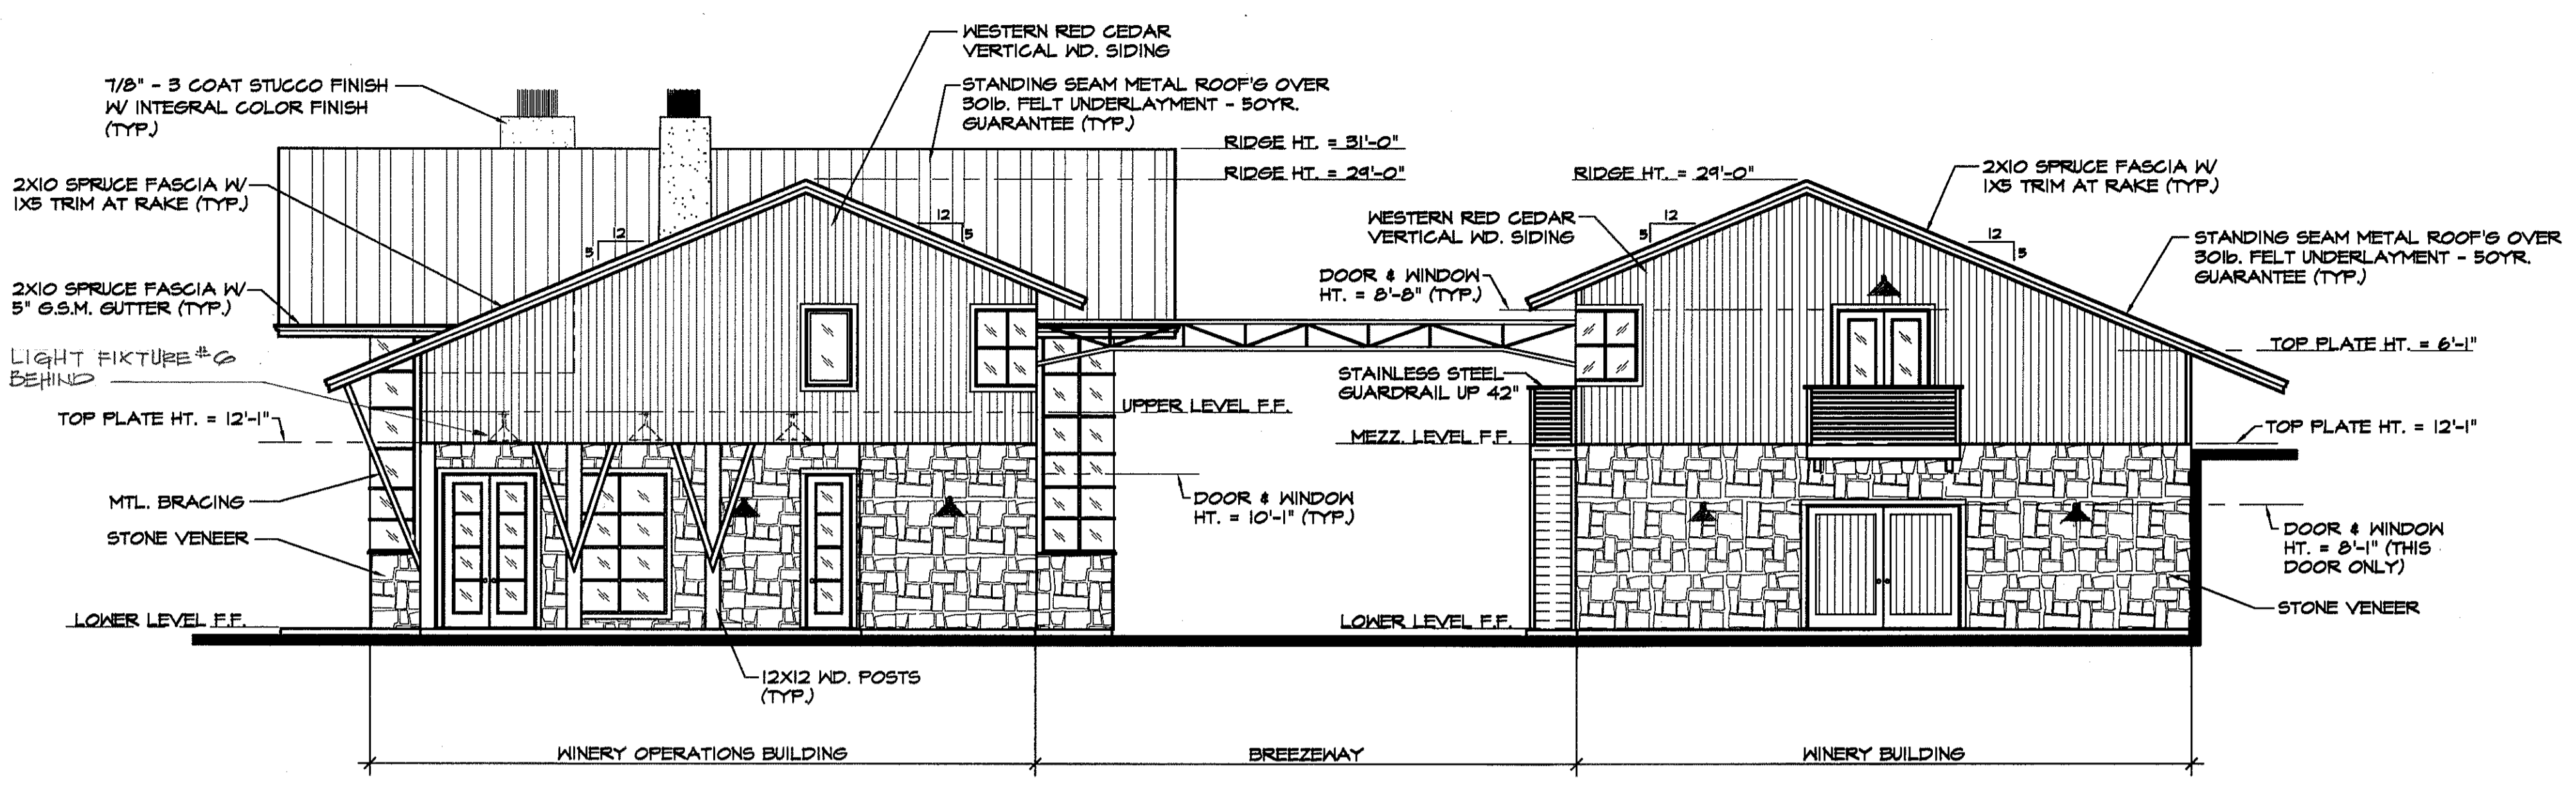 WESTERN RED CEDAR
VERTICAL WD. SIDING
7/8" - 3 COAT STUCCO FINISH
W/ INTEGRAL COLOR FINISH
(TYP.)
STANDING SEAM METAL ROOF'S OVER
30lb. FELT UNDERLAYMENT - 50YR.
GUARANTEE (TYP.)
RIDGE HT. = 31'-0"
RIDGE HT. = 29'-0"
RIDGE HT. = 29'-0"
2X10 SPRUCE FASCIA W/
1X5 TRIM AT RAKE (TYP.)
2X10 SPRUCE FASCIA W/
1X5 TRIM AT RAKE (TYP.)
12
5
12
5
WESTERN RED CEDAR
VERTICAL WD. SIDING
12
5
12
5
STANDING SEAM METAL ROOF'S OVER
30lb. FELT UNDERLAYMENT - 50YR.
GUARANTEE (TYP.)
2X10 SPRUCE FASCIA W/
5" G.S.M. GUTTER (TYP.)
DOOR & WINDOW
HT. = 8'-8" (TYP.)
LIGHT FIXTURE #6
BEHIND
TOP PLATE HT. = 6'-1"
STAINLESS STEEL
GUARDRAIL UP 42"
TOP PLATE HT. = 12'-1"
UPPER LEVEL F.F.
MEZZ. LEVEL F.F.
TOP PLATE HT. = 12'-1"
MTL. BRACING
DOOR & WINDOW
HT. = 10'-1" (TYP.)
STONE VENEER
DOOR & WINDOW
HT. = 8'-1" (THIS
DOOR ONLY)
STONE VENEER
LOWER LEVEL F.F.
LOWER LEVEL F.F.
12X12 WD. POSTS
(TYP.)
WINERY OPERATIONS BUILDING
BREEZEWAY
WINERY BUILDING